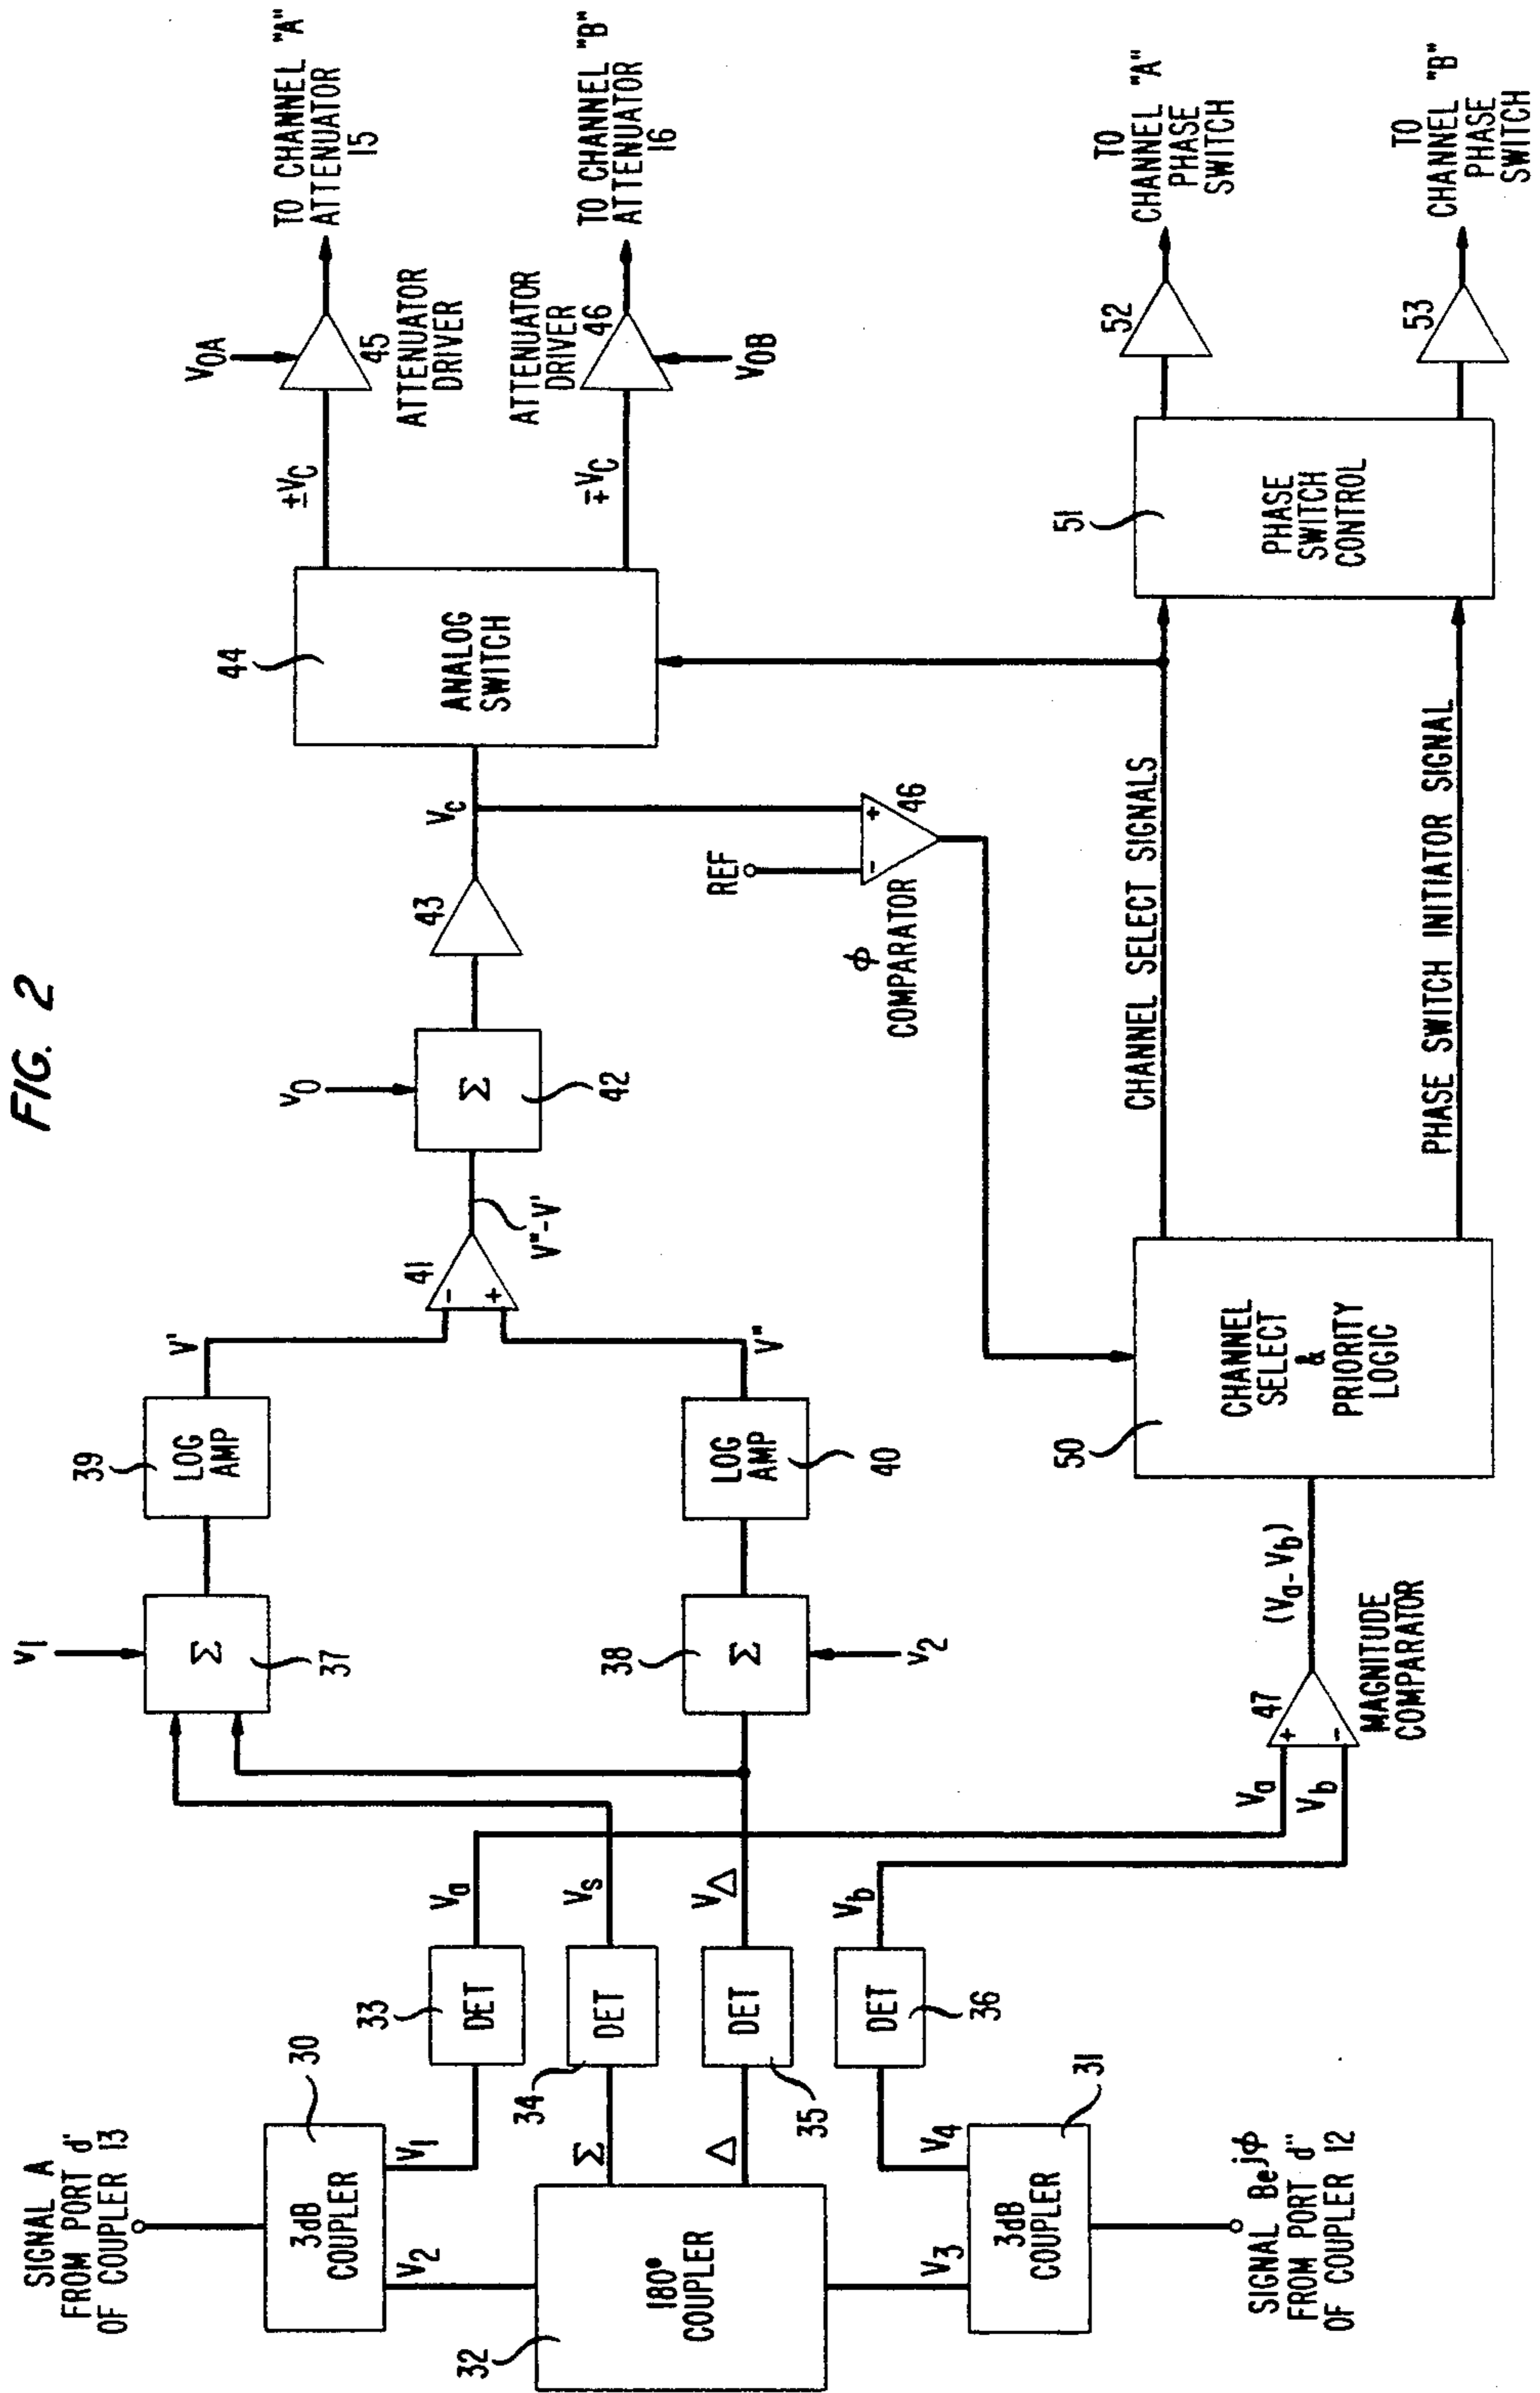 FIG. 2
SIGNAL A
FROM PORT d'
OF COUPLER 13
30
3dB
COUPLER
V1
V2
32
180°
COUPLER
Σ
Δ
V3
V4
31
3dB
COUPLER
SIGNAL Be^jϕ
FROM PORT d"
OF COUPLER 12
33
DET
Va
34
DET
Vs
35
DET
VΔ
36
DET
Vb
v1
Σ
37
38
Σ
v2
39
LOG
AMP
V'
LOG
AMP
40
V"
41
-
+
V"-V'
v0
Σ
42
43
Vc
44
ANALOG
SWITCH
±VC
∓VC
VOA
45
ATTENUATOR
DRIVER
ATTENUATOR
DRIVER
46
VOB
TO CHANNEL "A"
ATTENUATOR
15
TO CHANNEL "B"
ATTENUATOR
16
REF
-
+
46
ϕ
COMPARATOR
Va
Vb
+
-
47
MAGNITUDE
COMPARATOR
(Va-Vb)
50
CHANNEL
SELECT
&
PRIORITY
LOGIC
CHANNEL SELECT SIGNALS
PHASE SWITCH INITIATOR SIGNAL
51
PHASE
SWITCH
CONTROL
52
53
TO
CHANNEL "A"
PHASE
SWITCH
TO
CHANNEL "B"
PHASE
SWITCH